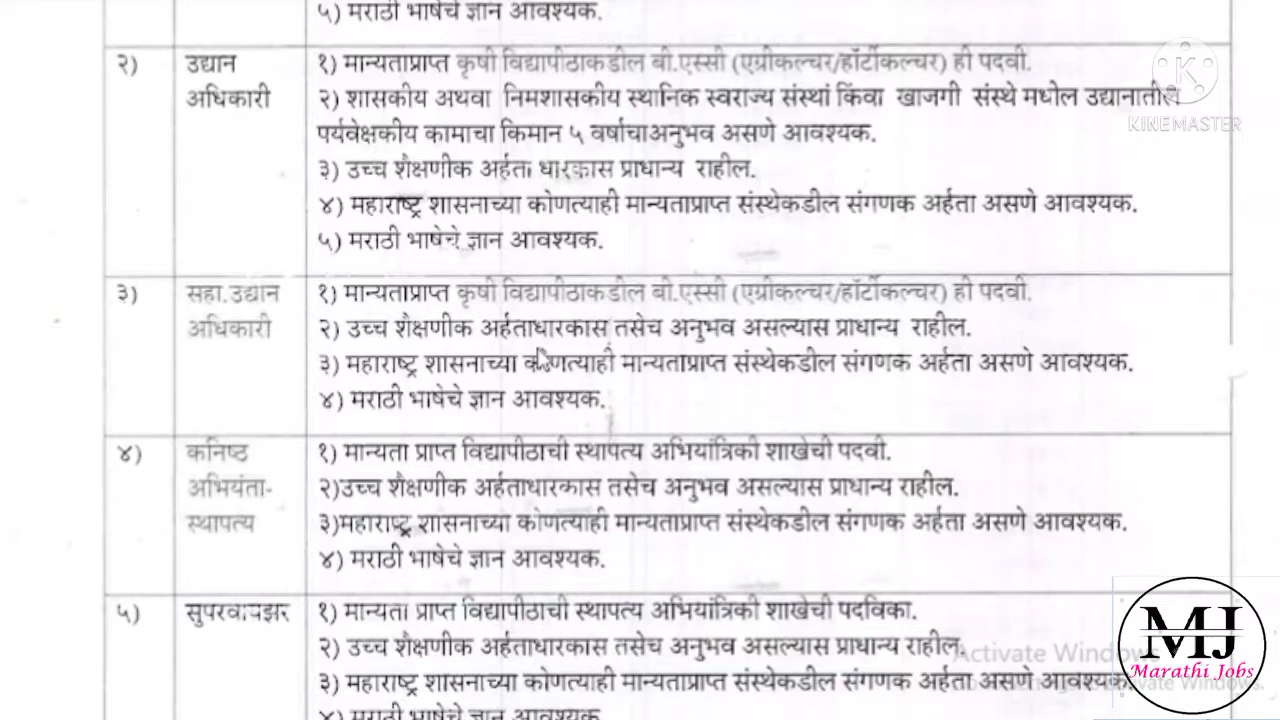 ५) मराठी भाषेचे ज्ञान आवश्यक.
२) उद्यान १) मान्यताप्राप्त कृषी विद्यापीठाकडील बी.एस्सी (एग्रीकल्चर/हॉर्टीकल्चर) ही पदवी.
अधिकारी २) शासकीय अथवा निमशासकीय स्थानिक स्वराज्य संस्थां किंवा खाजगी संस्थे मधील उद्यानातील
पर्यवेक्षकीय कामाचा किमान ५ वर्षाचाअनुभव असणे आवश्यक.
३) उच्च शैक्षणीक अर्हता धारकास प्राधान्य राहील.
४) महाराष्ट्र शासनाच्या कोणत्याही मान्यताप्राप्त संस्थेकडील संगणक अर्हता असणे आवश्यक.
५) मराठी भाषेचे ज्ञान आवश्यक.
३) सहा.उद्यान १) मान्यताप्राप्त कृषी विद्यापीठाकडील बी.एस्सी (एग्रीकल्चर/हॉर्टीकल्चर) ही पदवी.
अधिकारी २) उच्च शैक्षणीक अर्हताधारकास तसेच अनुभव असल्यास प्राधान्य राहील.
३) महाराष्ट्र शासनाच्या कोणत्याही मान्यताप्राप्त संस्थेकडील संगणक अर्हता असणे आवश्यक.
४) मराठी भाषेचे ज्ञान आवश्यक.
४) कनिष्ठ १) मान्यता प्राप्त विद्यापीठाची स्थापत्य अभियांत्रिकी शाखेची पदवी.
अभियंता- २)उच्च शैक्षणीक अर्हताधारकास तसेच अनुभव असल्यास प्राधान्य राहील.
स्थापत्य ३)महाराष्ट्र शासनाच्या कोणत्याही मान्यताप्राप्त संस्थेकडील संगणक अर्हता असणे आवश्यक.
४) मराठी भाषेचे ज्ञान आवश्यक.
५) सुपरवायझर १) मान्यता प्राप्त विद्यापीठाची स्थापत्य अभियांत्रिकी शाखेची पदविका.
२) उच्च शैक्षणीक अर्हताधारकास तसेच अनुभव असल्यास प्राधान्य राहील.
३) महाराष्ट्र शासनाच्या कोणत्याही मान्यताप्राप्त संस्थेकडील संगणक अर्हता असणे आवश्यक.
४) मराठी भाषेचे ज्ञान आवश्यक
K
KINEMASTER
Activate Windows
MJ
Marathi Jobs